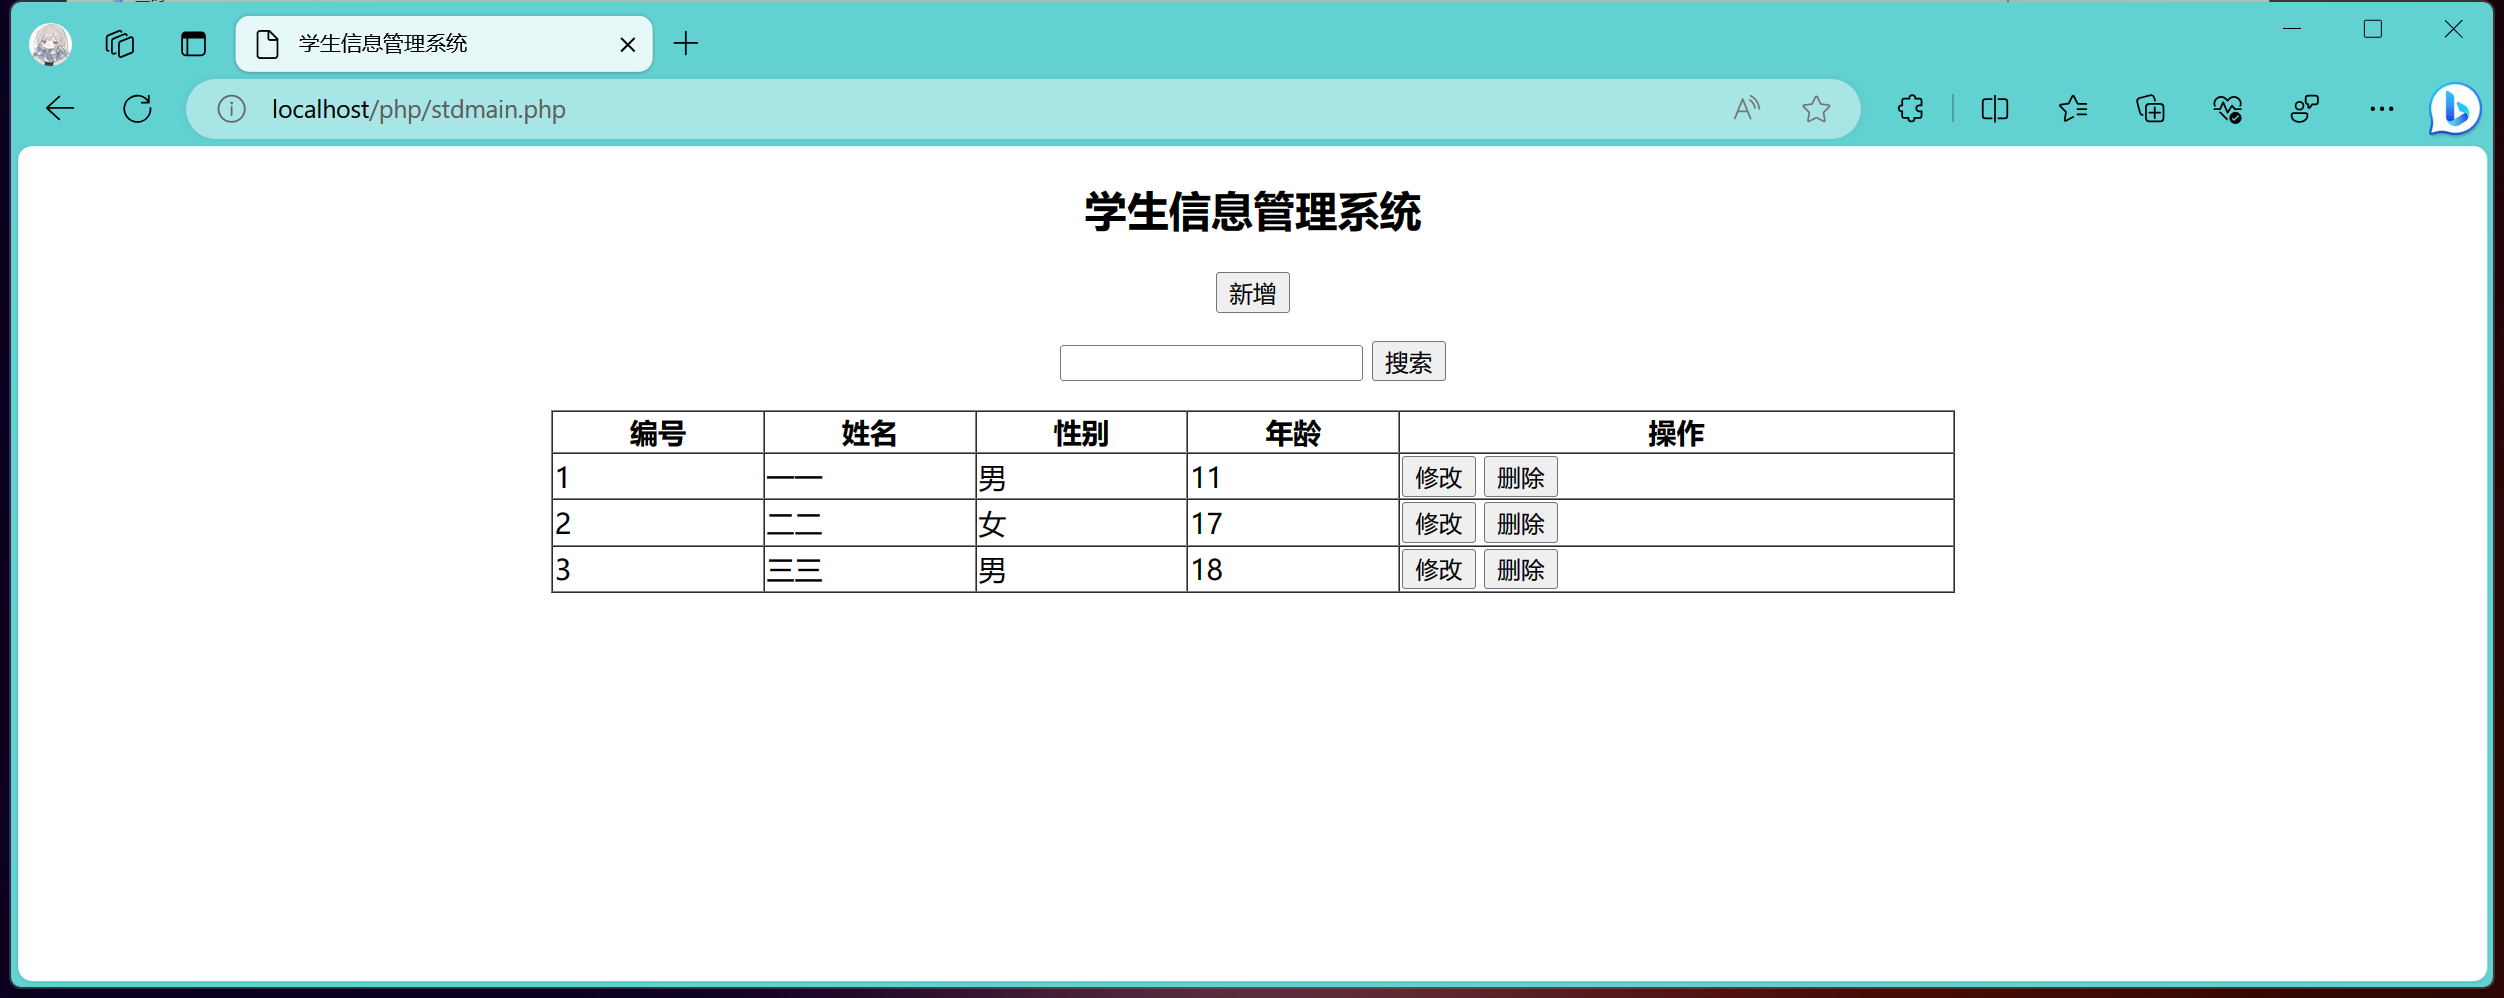 学生信息管理系统
localhost/php/stdmain.php
学生信息管理系统
新增
搜索
编号 姓名 性别 年龄 操作
1 一一 男 11 修改 删除
2 二二 女 17 修改 删除
3 三三 男 18 修改 删除